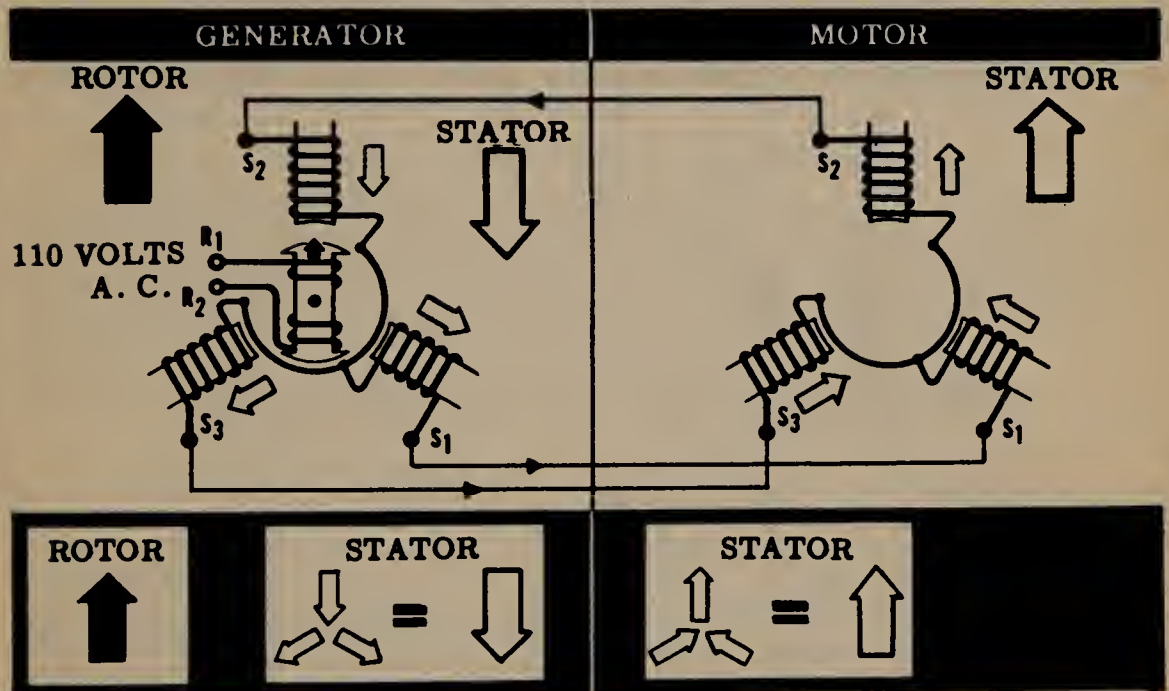 GENERATOR
MOTOR
ROTOR
STATOR
STATOR
S2
S2
110 VOLTS
A. C.
R1
R2
S3
S1
S3
S1
ROTOR
STATOR
=
STATOR
=